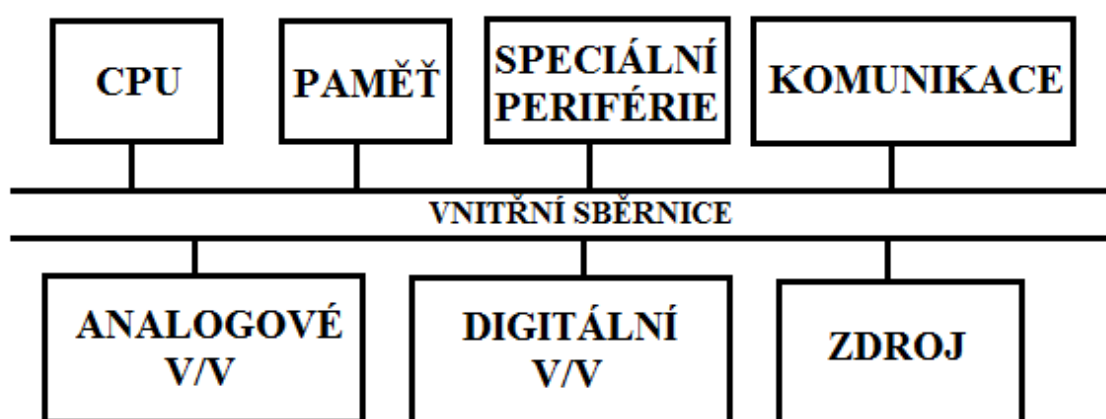 CPU
PAMĚŤ
SPECIÁLNÍ
PERIFÉRIE
KOMUNIKACE
VNITŘNÍ SBĚRNICE
ANALOGOVÉ
V/V
DIGITÁLNÍ
V/V
ZDROJ